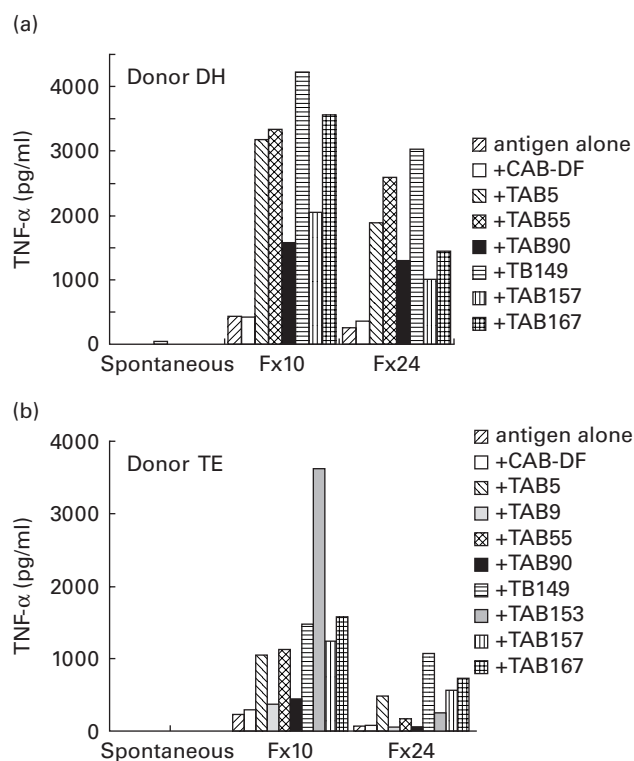 (a)
Donor DH
TNF-α (pg/ml)
4000
3000
2000
1000
0
Spontaneous Fx10 Fx24
antigen alone
+CAB-DF
+TAB5
+TAB55
+TAB90
+TB149
+TAB157
+TAB167
(b)
Donor TE
TNF-α (pg/ml)
4000
3000
2000
1000
0
Spontaneous Fx10 Fx24
antigen alone
+CAB-DF
+TAB5
+TAB9
+TAB55
+TAB90
+TB149
+TAB153
+TAB157
+TAB167